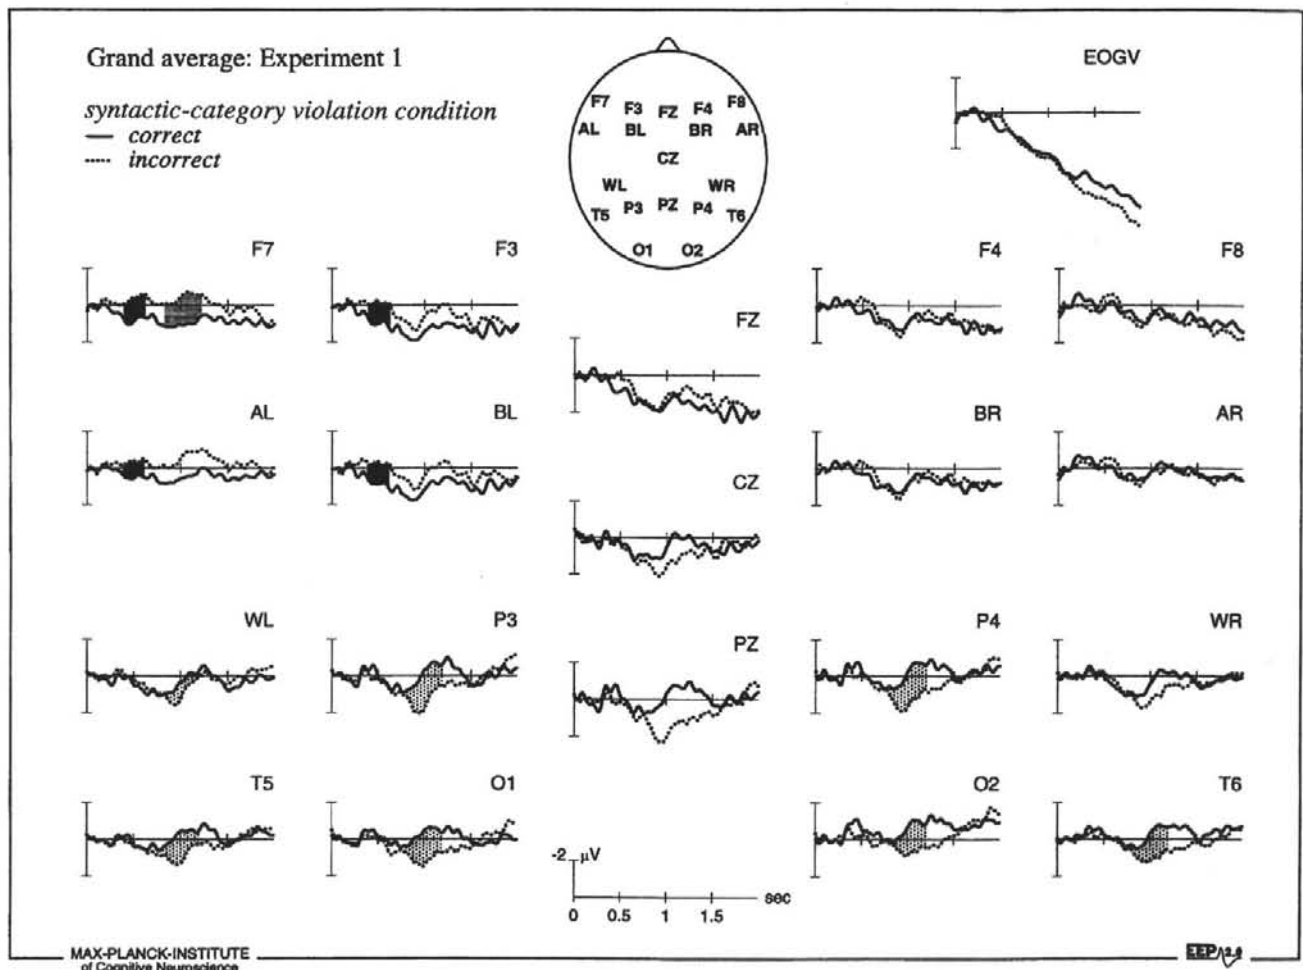 Grand average: Experiment 1
EOGV
syntactic-category violation condition
correct
incorrect
F7 F3 FZ F4 F8
AL BL BR AR
CZ
WL WR
T5 P3 PZ P4 T6
O1 O2
F7 F3 F4 F8
FZ
AL BL BR AR
CZ
WL P3 P4 WR
PZ
T5 O1 O2 T6
-2 µV
sec
0 0.5 1 1.5
MAX-PLANCK-INSTITUTE
of Cognitive Neuroscience
EEP